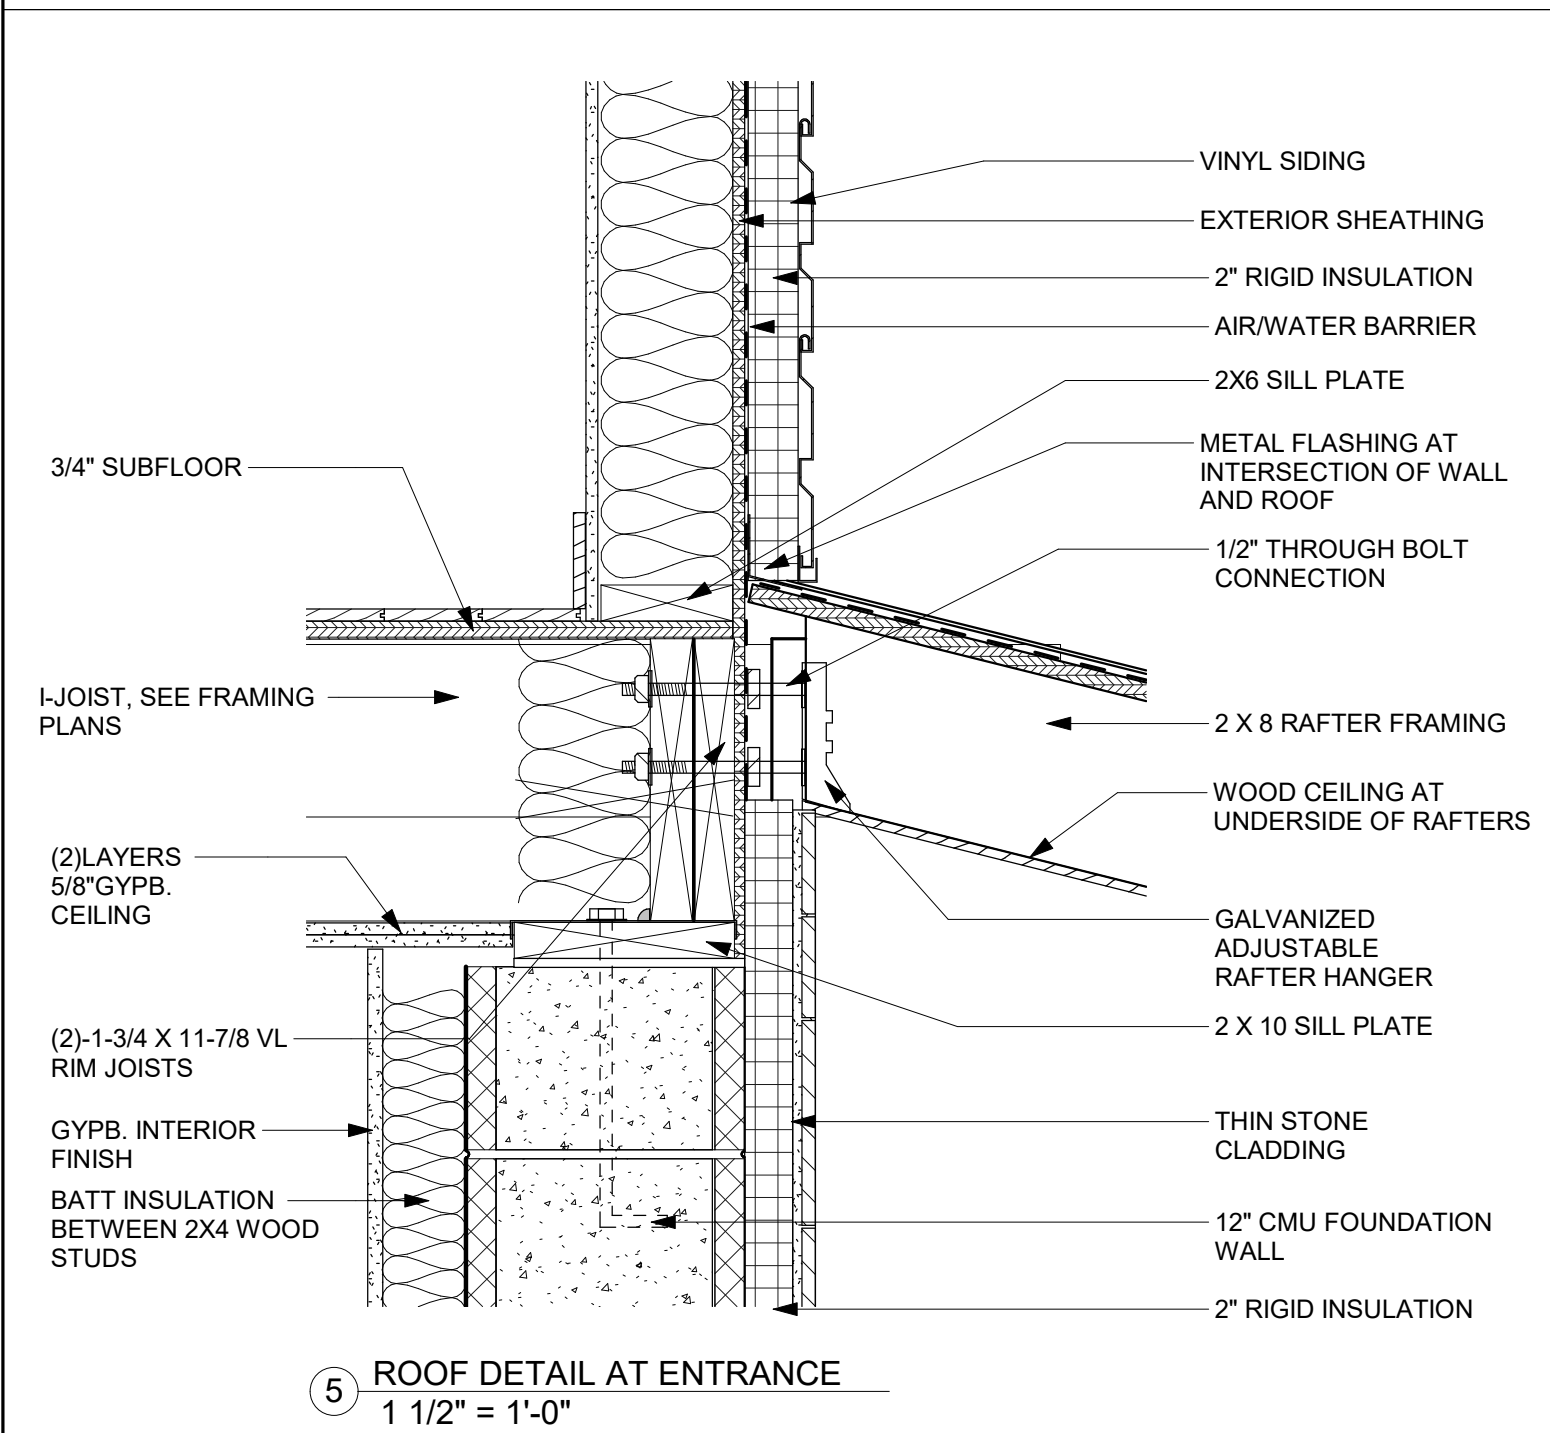 VINYL SIDING
EXTERIOR SHEATHING
2" RIGID INSULATION
AIR/WATER BARRIER
2X6 SILL PLATE
METAL FLASHING AT
INTERSECTION OF WALL
AND ROOF
1/2" THROUGH BOLT
CONNECTION
2 X 8 RAFTER FRAMING
WOOD CEILING AT
UNDERSIDE OF RAFTERS
GALVANIZED
ADJUSTABLE
RAFTER HANGER
2 X 10 SILL PLATE
THIN STONE
CLADDING
12" CMU FOUNDATION
WALL
2" RIGID INSULATION
3/4" SUBFLOOR
I-JOIST, SEE FRAMING
PLANS
(2)LAYERS
5/8"GYPB.
CEILING
(2)-1-3/4 X 11-7/8 VL
RIM JOISTS
GYPB. INTERIOR
FINISH
BATT INSULATION
BETWEEN 2X4 WOOD
STUDS
5
ROOF DETAIL AT ENTRANCE
1 1/2" = 1'-0"